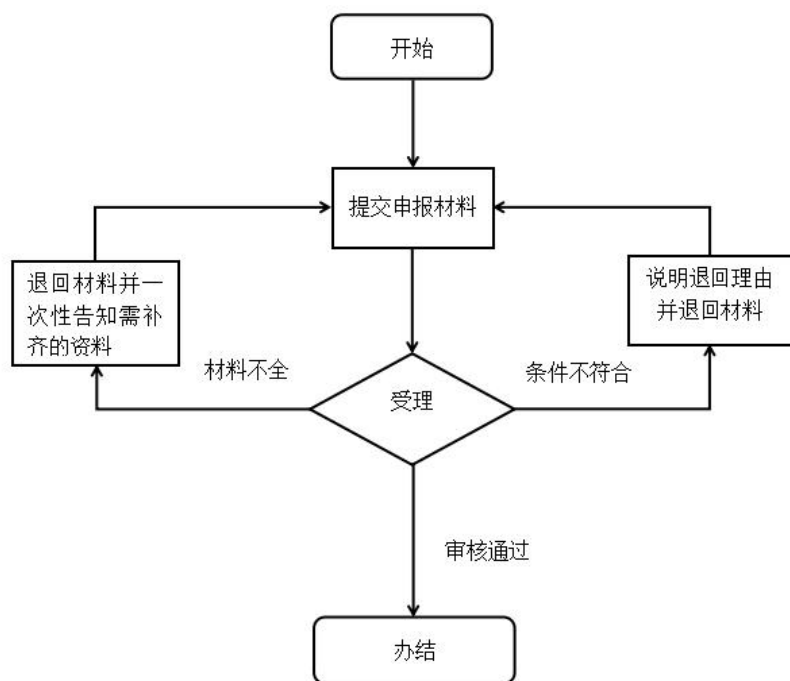 开始
提交申报材料
退回材料并一
次性告知需补
齐的资料
说明退回理由
并退回材料
材料不全
受理
条件不符合
审核通过
办结